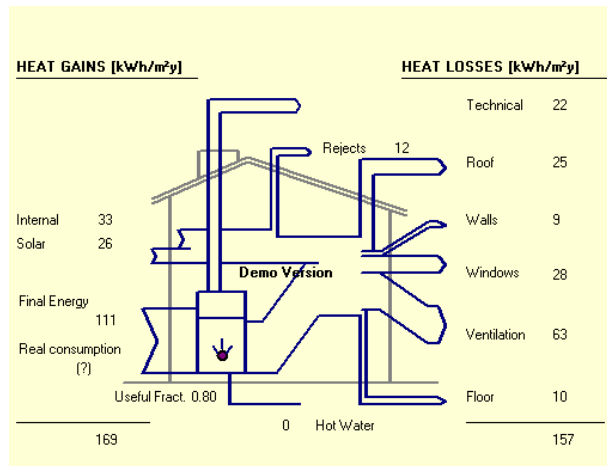 HEAT GAINS [kWh/m²y]
HEAT LOSSES [kWh/m²y]
Technical 22
Rejects 12
Roof 25
Internal 33
Walls 9
Solar 26
Demo Version
Windows 28
Final Energy
111
Ventilation 63
Real consumption
(?)
Useful Fract. 0.80
Floor 10
0 Hot Water
169
157